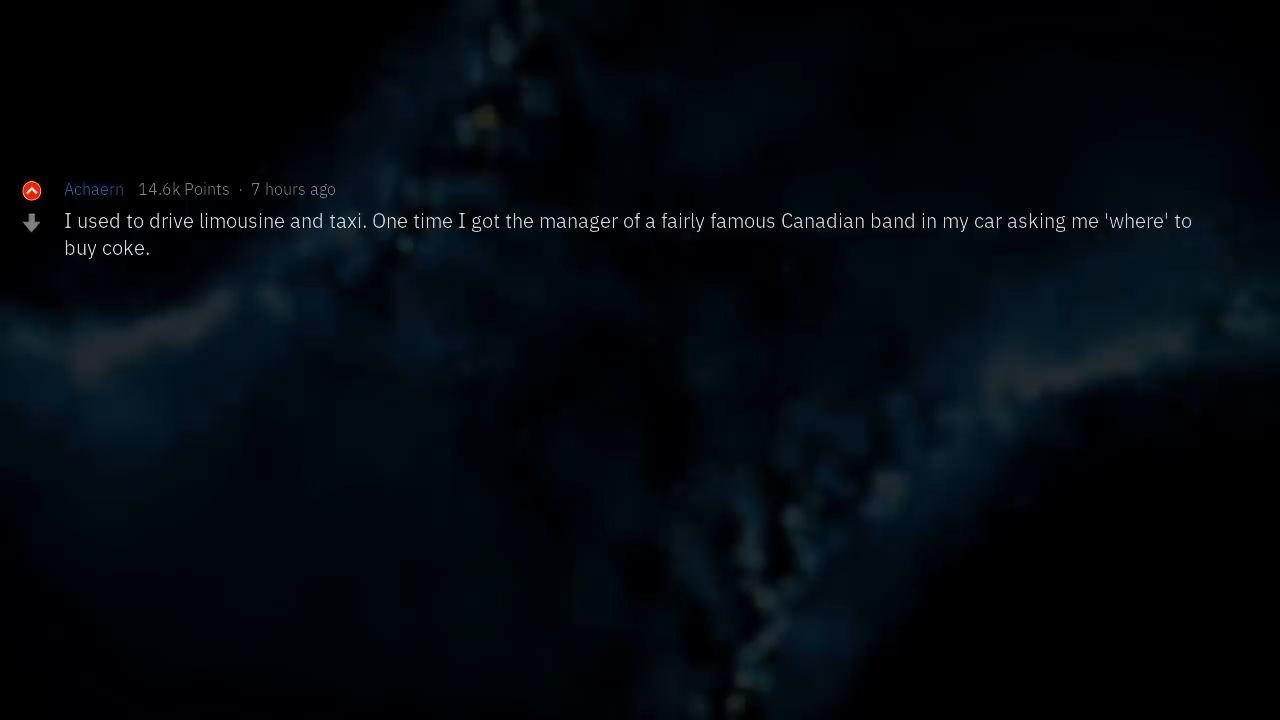 Achaern 14.6k Points · 7 hours ago
I used to drive limousine and taxi. One time I got the manager of a fairly famous Canadian band in my car asking me 'where' to
buy coke.